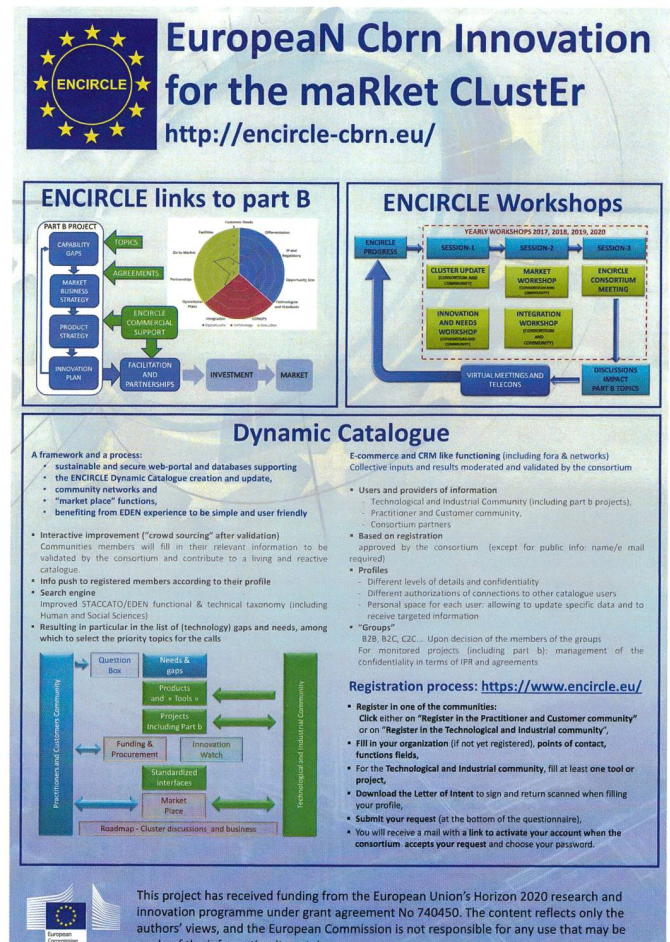 ENCIRCLE
EuropeaN Cbrn Innovation
for the maRket CLustEr
http://encircle-cbrn.eu/
ENCIRCLE links to part B
PART B PROJECT
CAPABILITY
GAPS
MARKET
BUSINESS
STRATEGY
PRODUCT
STRATEGY
INNOVATION
PLAN
TOPICS
AGREEMENTS
ENCIRCLE
COMMERCIAL
SUPPORT
FACILITATION
AND
PARTNERSHIPS
INVESTMENT
MARKET
Customer Needs
Differentiation
IP and
Regulatory
Opportunity Size
Technologies
and Standards
CONOPS
Integration
Operational
Partnership
Go to Market
Facilities
ENCIRCLE Workshops
YEARLY WORKSHOPS 2017, 2018, 2019, 2020
ENCIRCLE
PROGRESS
SESSION-1
SESSION-2
SESSION-3
CLUSTER UPDATE
(CONSORTIUM AND
COMMUNITY)
MARKET
WORKSHOP
(CONSORTIUM AND
COMMUNITY)
ENCIRCLE
CONSORTIUM
MEETING
INNOVATION
AND NEEDS
WORKSHOP
(CONSORTIUM AND
COMMUNITY)
INTEGRATION
WORKSHOP
(CONSORTIUM
AND
COMMUNITY)
VIRTUAL MEETINGS AND
TELECONS
DISCUSSIONS
IMPACT
PART B TOPICS
Dynamic Catalogue
A framework and a process:
• sustainable and secure web-portal and databases supporting
• the ENCIRCLE Dynamic Catalogue creation and update,
• community networks and
• "market place" functions,
• benefiting from EDEN experience to be simple and user friendly
▪ Interactive improvement ("crowd sourcing" after validation)
Communities members will fill in their relevant information to be
validated by the consortium and contribute to a living and reactive
catalogue.
▪ Info push to registered members according to their profile
▪ Search engine
Improved STACCATO/EDEN functional & technical taxonomy (including
Human and Social Sciences)
▪ Resulting in particular in the list of (technology) gaps and needs, among
which to select the priority topics for the calls
Practitioners and Customers Community
Question
Box
Needs &
gaps
Products
and « Tools »
Projects
Including Part b
Funding &
Procurement
Innovation
Watch
Standardized
interfaces
Market
Place
Roadmap - Cluster discussions and business
Technological and Industrial Community
E-commerce and CRM like functioning (including fora & networks)
Collective inputs and results moderated and validated by the consortium
▪ Users and providers of information
- Technological and Industrial Community (including part b projects),
- Practitioner and Customer community,
- Consortium partners
▪ Based on registration
approved by the consortium (except for public info: name/e mail
required)
▪ Profiles
- Different levels of details and confidentiality
- Different authorizations of connections to other catalogue users
- Personal space for each user: allowing to update specific data and to
receive targeted information
▪ "Groups"
B2B, B2C, C2C... Upon decision of the members of the groups
For monitored projects (including part b): management of the
confidentiality in terms of IPR and agreements
Registration process: https://www.encircle.eu/
▪ Register in one of the communities:
Click either on "Register in the Practitioner and Customer community"
or on "Register in the Technological and Industrial community",
▪ Fill in your organization (if not yet registered), points of contact,
functions fields,
▪ For the Technological and Industrial community, fill at least one tool or
project,
▪ Download the Letter of Intent to sign and return scanned when filling
your profile,
▪ Submit your request (at the bottom of the questionnaire),
▪ You will receive a mail with a link to activate your account when the
consortium accepts your request and choose your password.
European
Commission
This project has received funding from the European Union's Horizon 2020 research and
innovation programme under grant agreement No 740450. The content reflects only the
authors' views, and the European Commission is not responsible for any use that may be